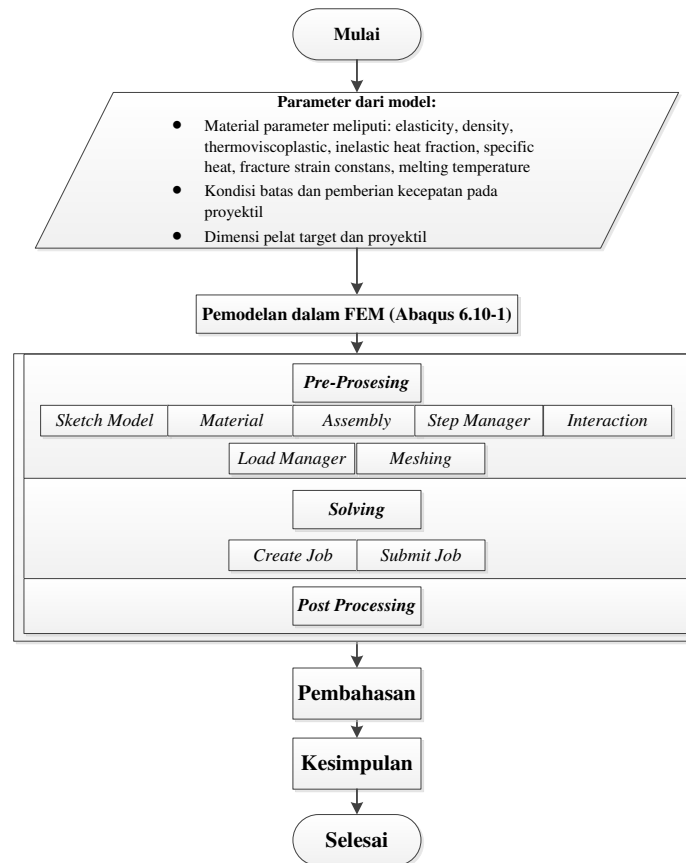 Mulai
Parameter dari model:
● Material parameter meliputi: elasticity, density,
thermoviscoplastic, inelastic heat fraction, specific
heat, fracture strain constans, melting temperature
● Kondisi batas dan pemberian kecepatan pada
proyektil
● Dimensi pelat target dan proyektil
Pemodelan dalam FEM (Abaqus 6.10-1)
Pre-Prosesing
Sketch Model Material Assembly Step Manager Interaction
Load Manager Meshing
Solving
Create Job Submit Job
Post Processing
Pembahasan
Kesimpulan
Selesai